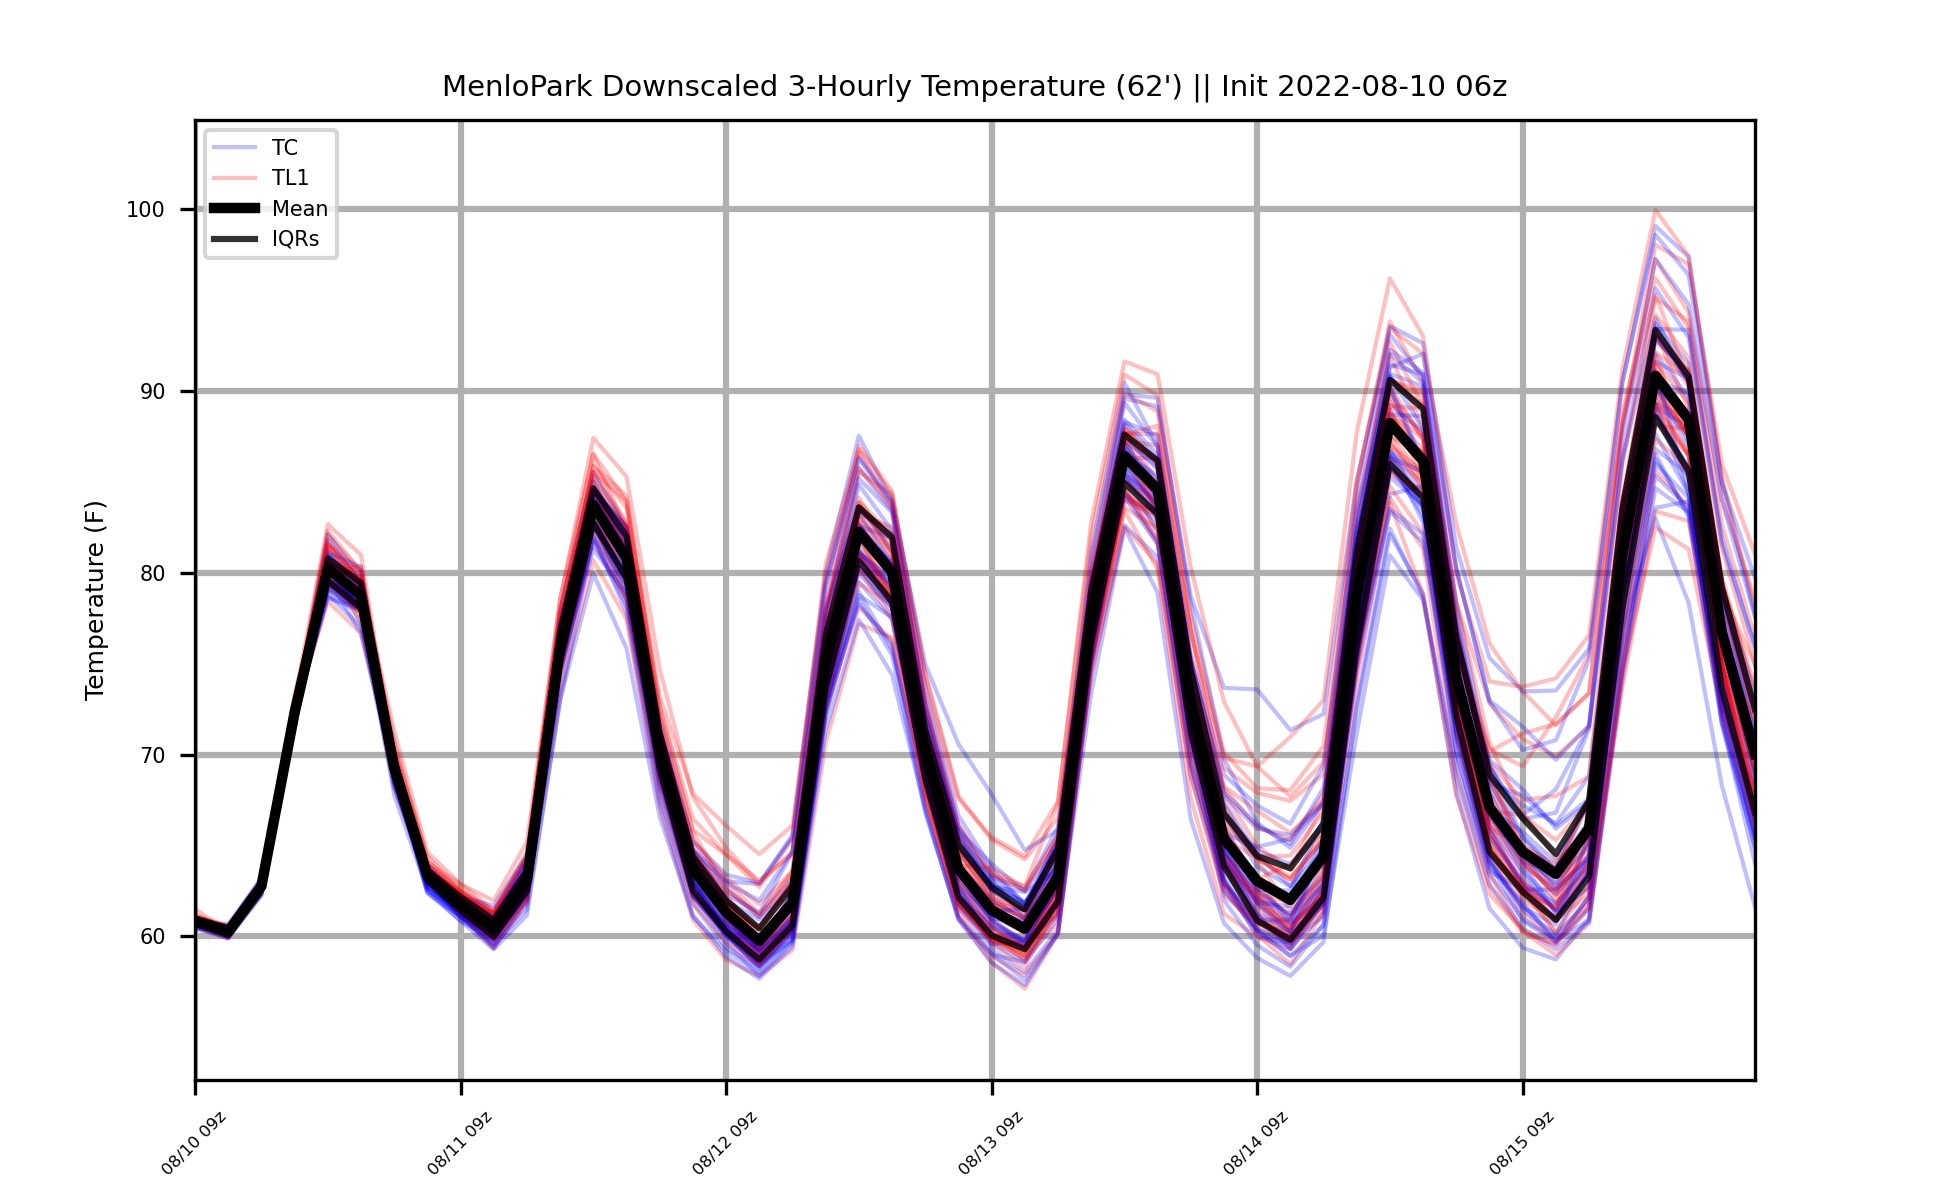 MenloPark Downscaled 3-Hourly Temperature (62') || Init 2022-08-10 06z
TC
TL1
Mean
IQRs
Temperature (F)
100
90
80
70
60
08/10 09z
08/11 09z
08/12 09z
08/13 09z
08/14 09z
08/15 09z